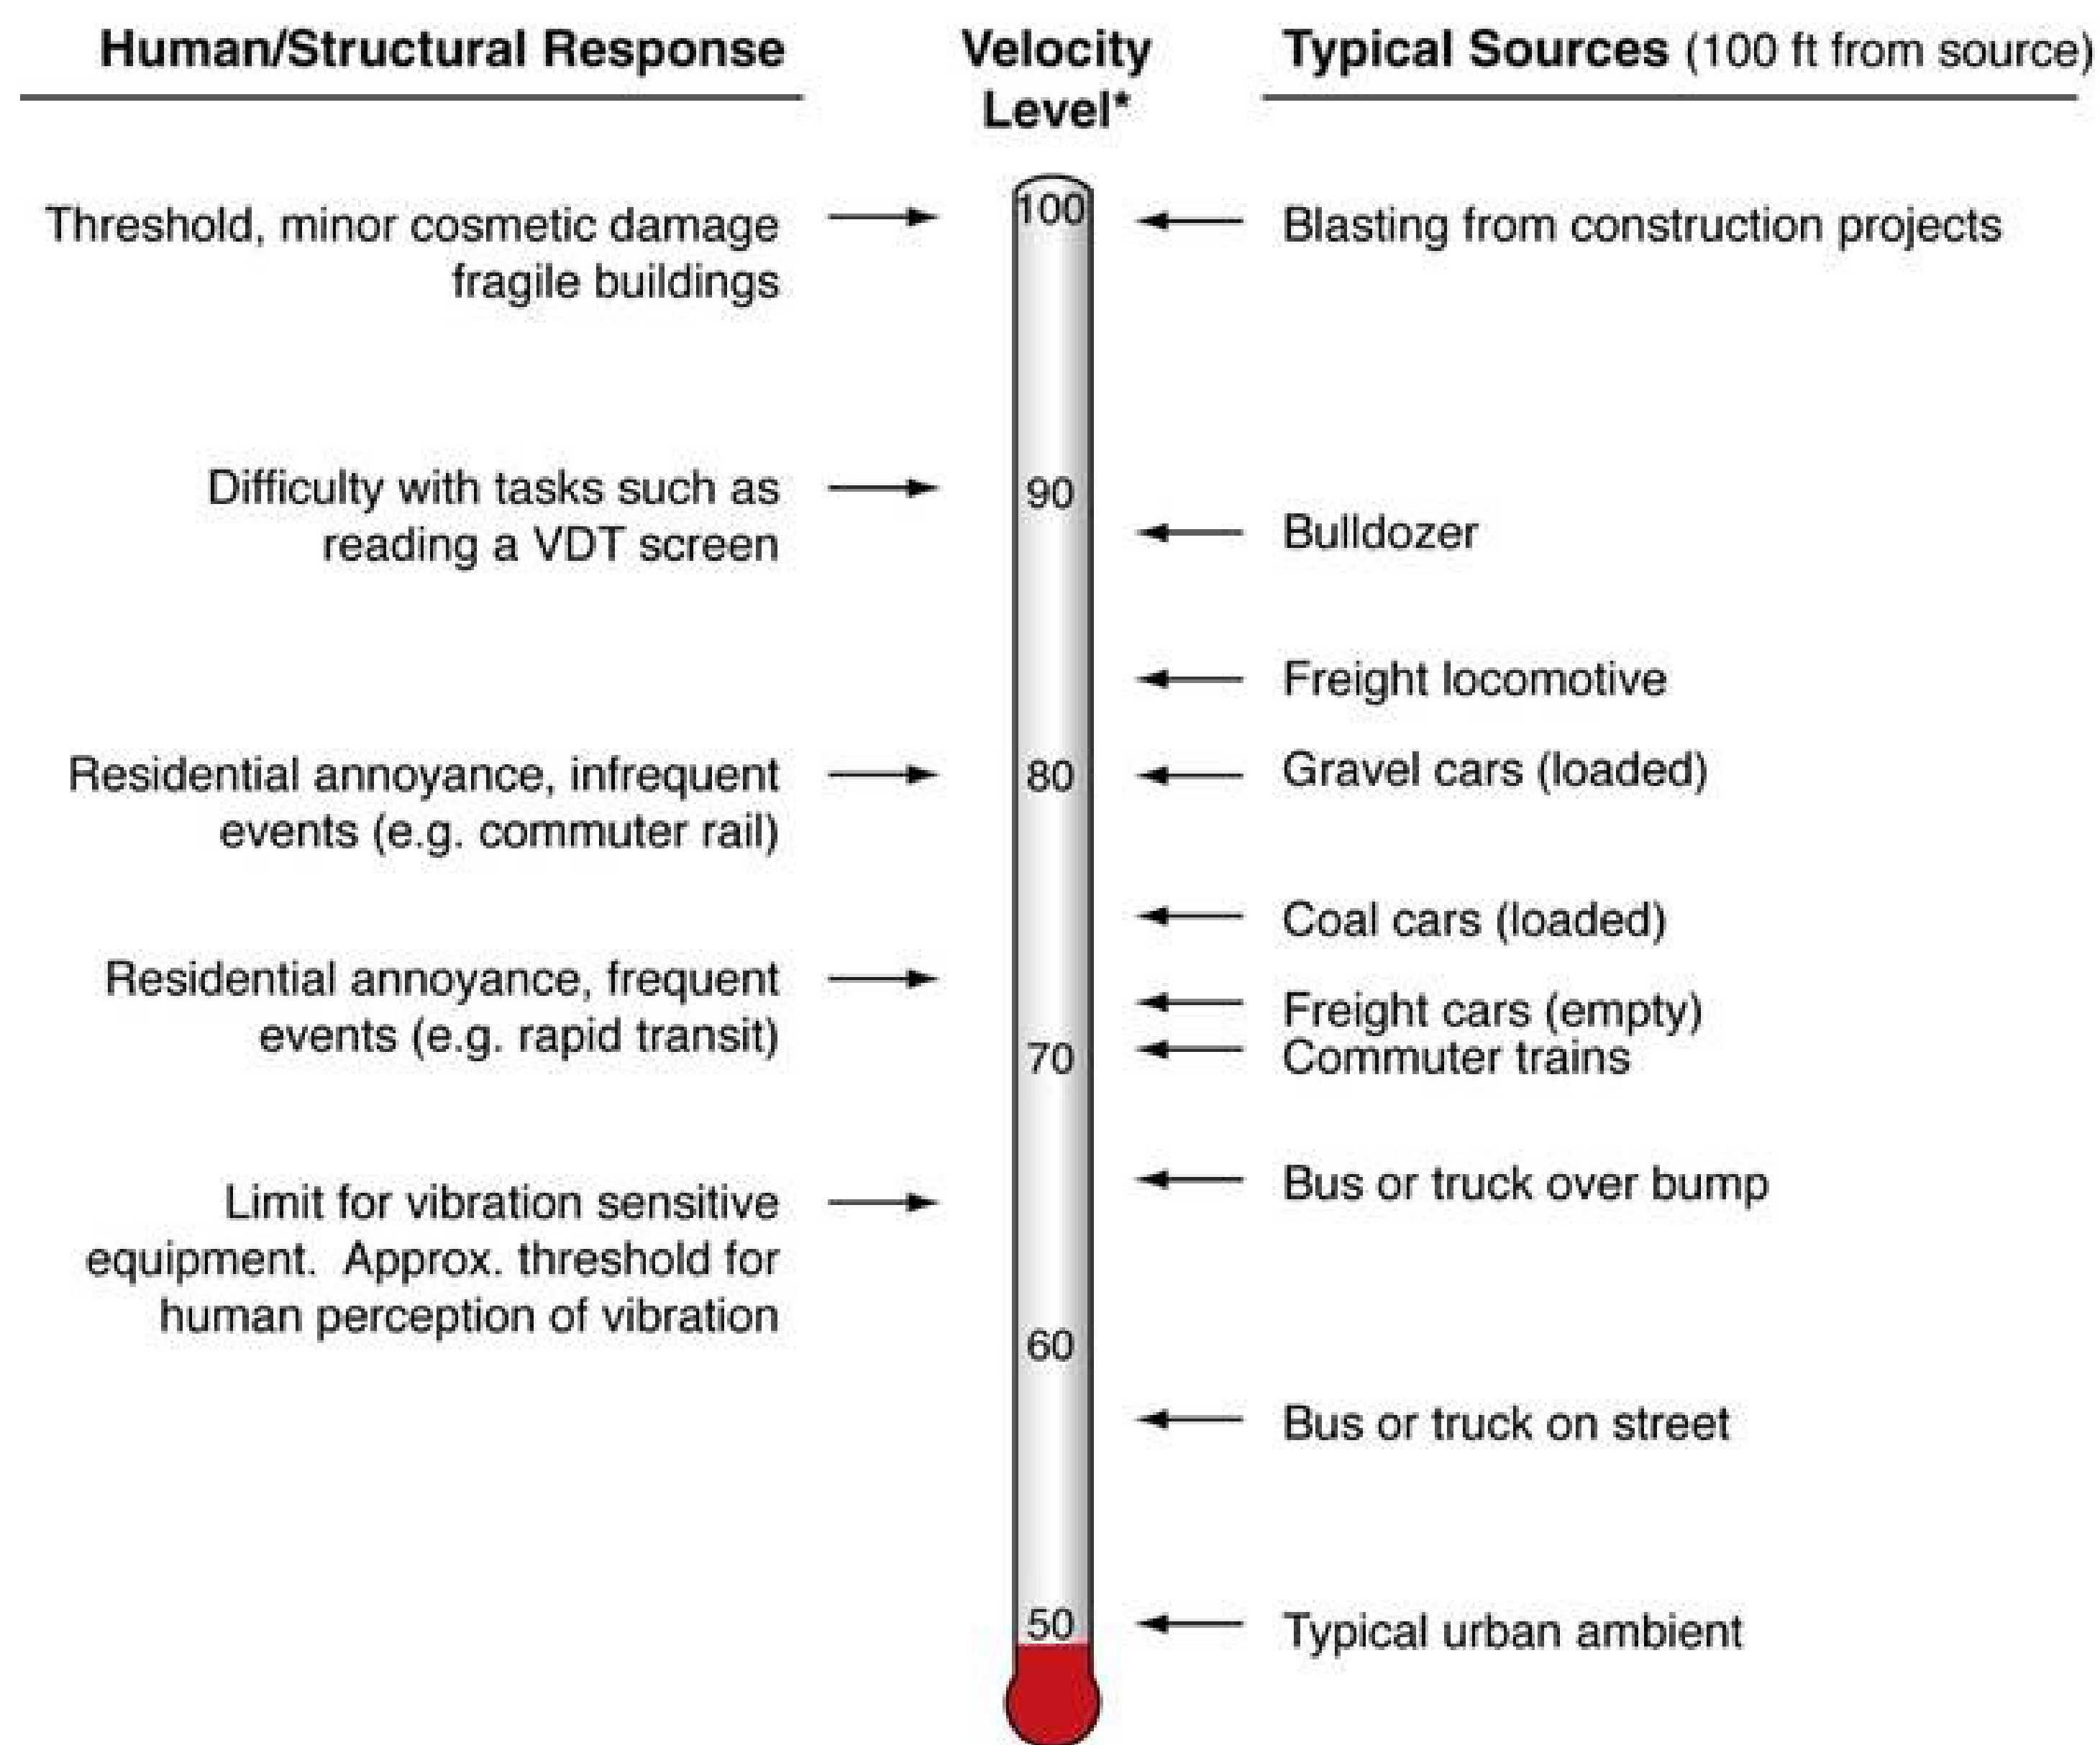 Human/Structural Response
Velocity
Level*
Typical Sources (100 ft from source)
Threshold, minor cosmetic damage
fragile buildings
100
Blasting from construction projects
Difficulty with tasks such as
reading a VDT screen
90
Bulldozer
Freight locomotive
Residential annoyance, infrequent
events (e.g. commuter rail)
80
Gravel cars (loaded)
Coal cars (loaded)
Residential annoyance, frequent
events (e.g. rapid transit)
Freight cars (empty)
70
Commuter trains
Bus or truck over bump
Limit for vibration sensitive
equipment. Approx. threshold for
human perception of vibration
60
Bus or truck on street
50
Typical urban ambient